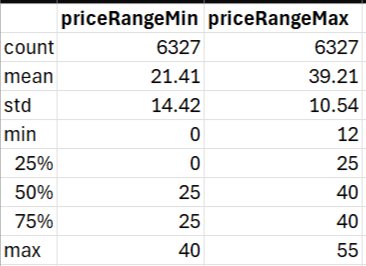 priceRangeMin priceRangeMax
count 6327 6327
mean 21.41 39.21
std 14.42 10.54
min 0 12
25% 0 25
50% 25 40
75% 25 40
max 40 55